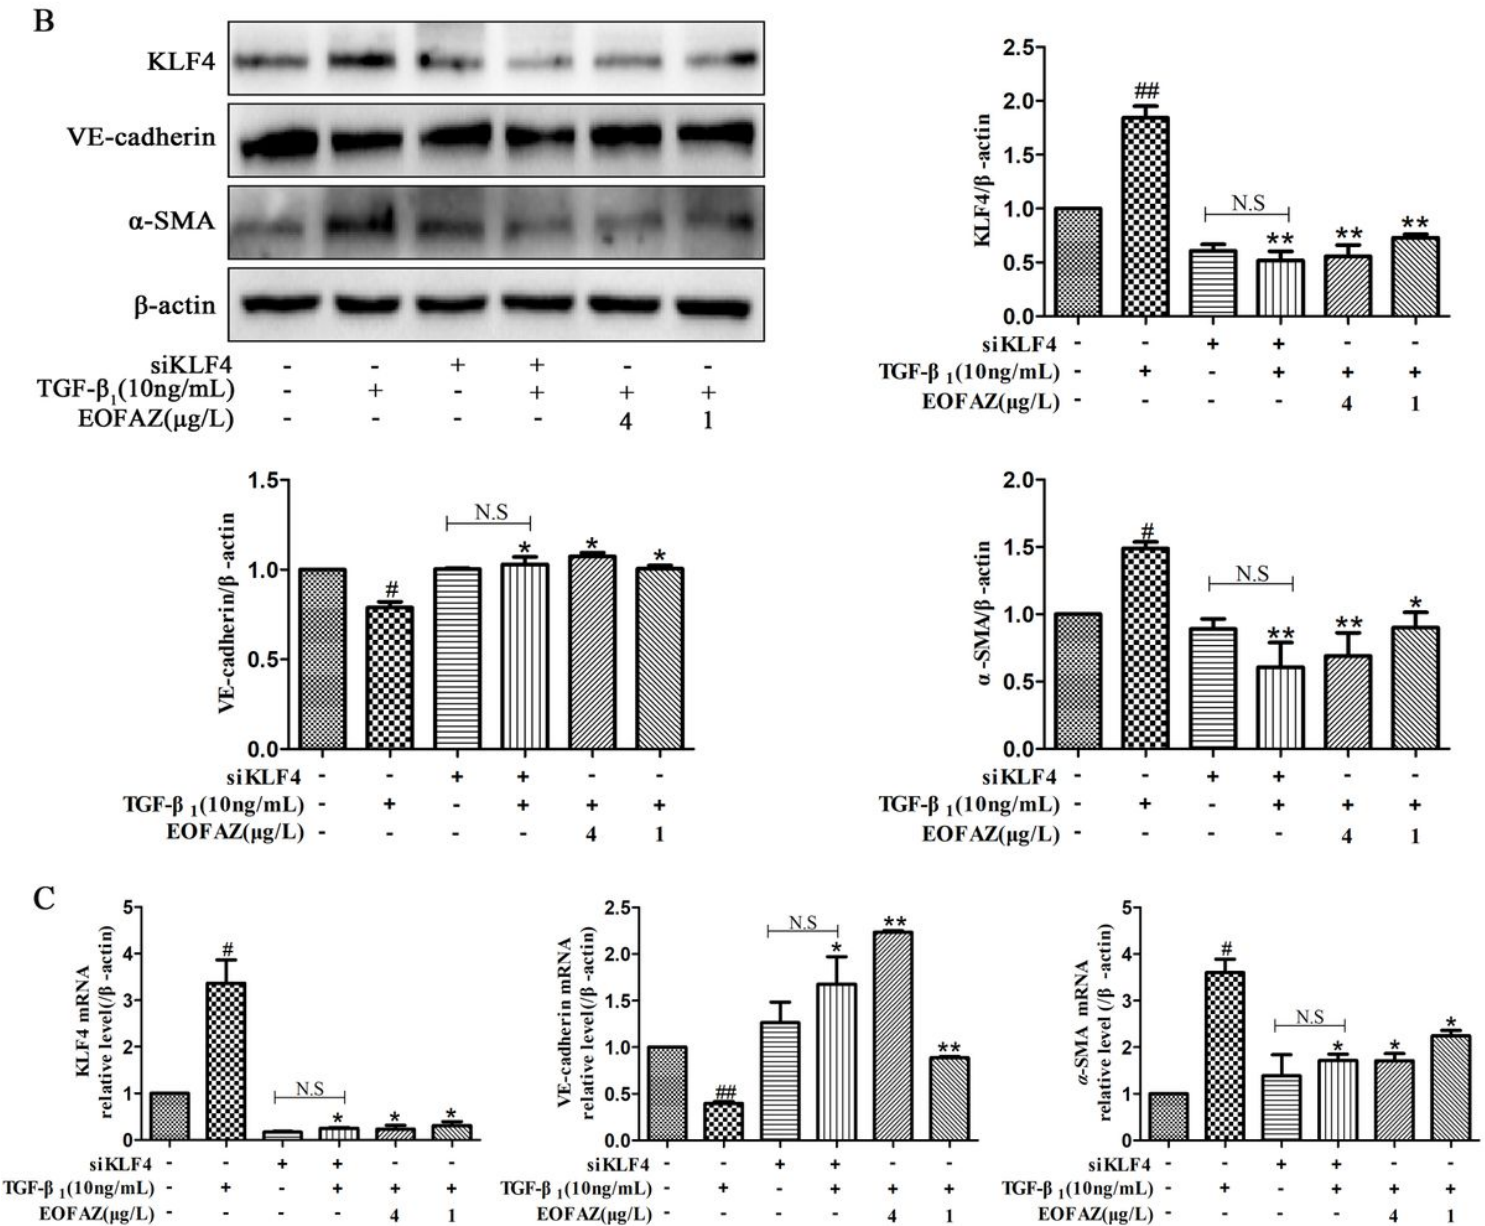 B
KLF4
VE-cadherin
α-SMA
β-actin
siKLF4 - - + + - -
TGF-β1(10ng/mL) - + - + + +
EOFAZ(μg/L) - - - - 4 1
KLF4/β -actin
2.5
2.0
1.5
1.0
0.5
0.0
##
N.S
**
**
**
siKLF4 - - + + - -
TGF-β 1(10ng/mL) - + - + + +
EOFAZ(μg/L) - - - - 4 1
VE-cadherin/β -actin
1.5
1.0
0.5
0.0
#
N.S
*
*
*
siKLF4 - - + + - -
TGF-β 1(10ng/mL) - + - + + +
EOFAZ(μg/L) - - - - 4 1
α -SMA/β -actin
2.0
1.5
1.0
0.5
0.0
#
N.S
**
**
*
siKLF4 - - + + - -
TGF-β 1(10ng/mL) - + - + + +
EOFAZ(μg/L) - - - - 4 1
C
KLF4 mRNA
relative level(/β -actin)
5
4
3
2
1
0
#
N.S
*
*
*
siKLF4 - - + + - -
TGF-β 1(10ng/mL) - + - + + +
EOFAZ(μg/L) - - - - 4 1
VE-cadherin mRNA
relative level(/β -actin)
2.5
2.0
1.5
1.0
0.5
0.0
##
N.S
*
**
**
siKLF4 - - + + - -
TGF-β 1(10ng/mL) - + - + + +
EOFAZ(μg/L) - - - - 4 1
α-SMA mRNA
relative level (/β -actin)
5
4
3
2
1
0
#
N.S
*
*
*
siKLF4 - - + + - -
TGF-β 1(10ng/mL) - + - + + +
EOFAZ(μg/L) - - - - 4 1